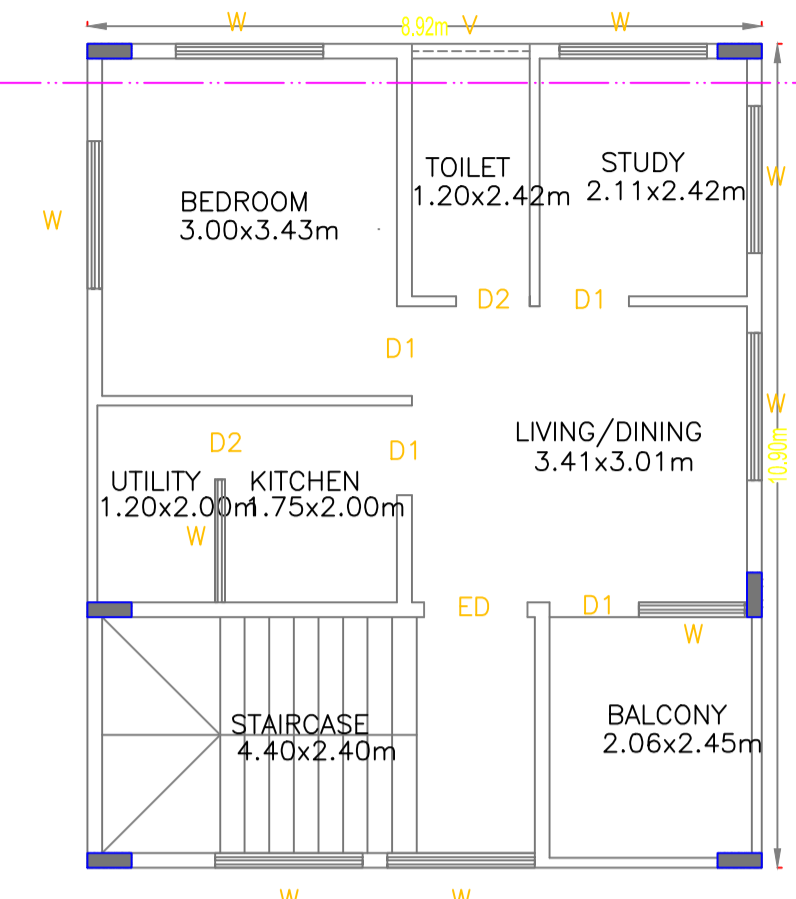 W
8.92m
V
W
TOILET
1.20x2.42m
STUDY
2.11x2.42m
W
BEDROOM
3.00x3.43m
W
D2
D1
D1
W
LIVING/DINING
3.41x3.01m
10.90m
D2
D1
UTILITY
1.20x2.00m
KITCHEN
1.75x2.00m
W
ED
D1
W
STAIRCASE
4.40x2.40m
BALCONY
2.06x2.45m
W
W